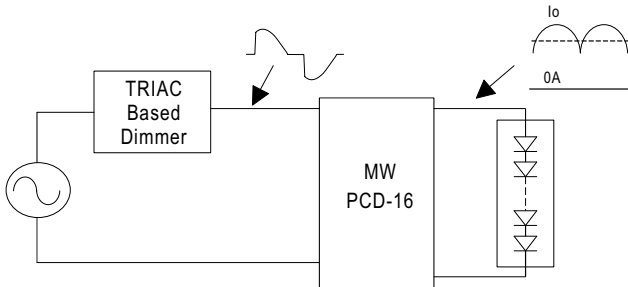 Io
0A
TRIAC
Based
Dimmer
MW
PCD-16